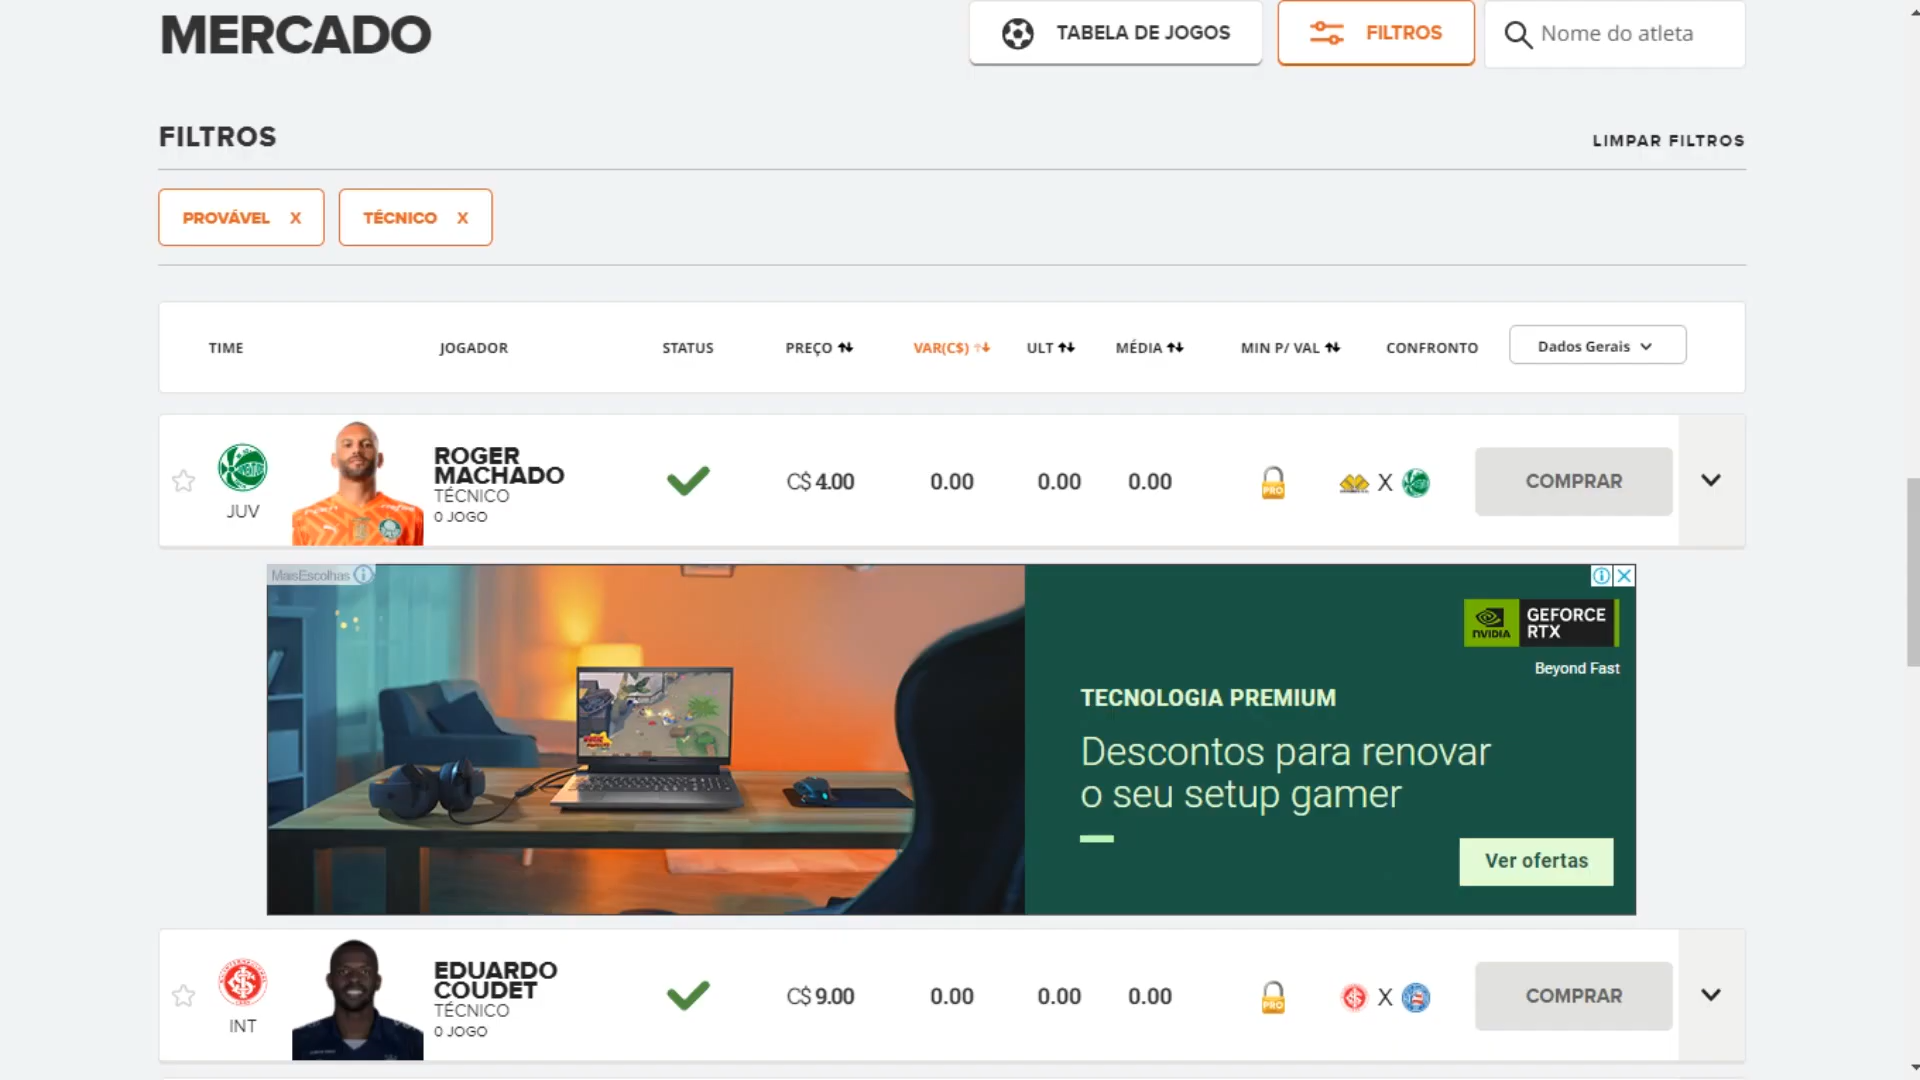 MERCADO
TABELA DE JOGOS
FILTROS
Nome do atleta
FILTROS
LIMPAR FILTROS
PROVÁVEL X
TÉCNICO X
TIME JOGADOR STATUS PREÇO VAR(C$) ULT MÉDIA MIN P/ VAL CONFRONTO Dados Gerais
JUV
ROGER
MACHADO
TÉCNICO
0 JOGO
C$ 4.00 0.00 0.00 0.00 PRO X COMPRAR
MaisEscolhas
NVIDIA
GEFORCE
RTX
Beyond Fast
TECNOLOGIA PREMIUM
Descontos para renovar
o seu setup gamer
Ver ofertas
INT
EDUARDO
COUDET
TÉCNICO
0 JOGO
C$ 9.00 0.00 0.00 0.00 PRO X COMPRAR